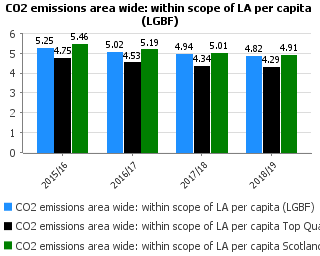 CO2 emissions area wide: within scope of LA per capita
(LGBF)
6
5
4
3
2
1
0
5.25 4.75 5.46
5.02 4.53 5.19
4.94 4.34 5.01
4.82 4.29 4.91
2015/16 2016/17 2017/18 2018/19
CO2 emissions area wide: within scope of LA per capita (LGBF)
CO2 emissions area wide: within scope of LA per capita Top Qua
CO2 emissions area wide: within scope of LA per capita Scotland